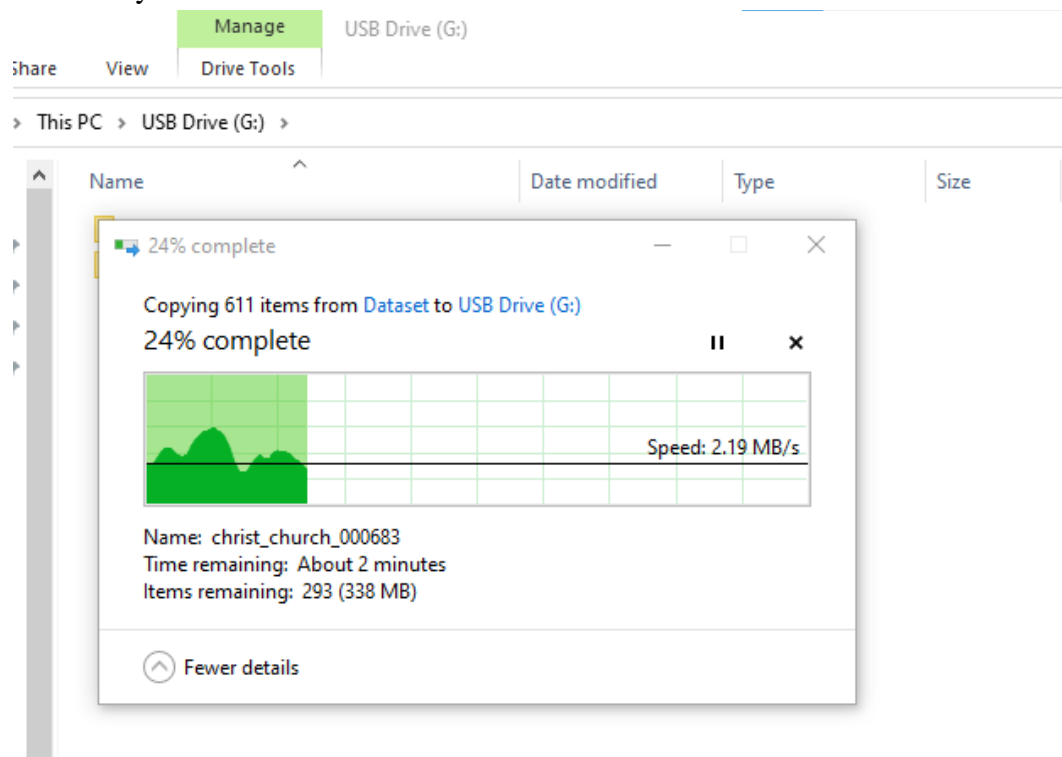 Manage USB Drive (G:)
Share View Drive Tools
This PC > USB Drive (G:) >
Name Date modified Type Size
24% complete
Copying 611 items from Dataset to USB Drive (G:)
24% complete
Speed: 2.19 MB/s
Name: christ_church_000683
Time remaining: About 2 minutes
Items remaining: 293 (338 MB)
Fewer details